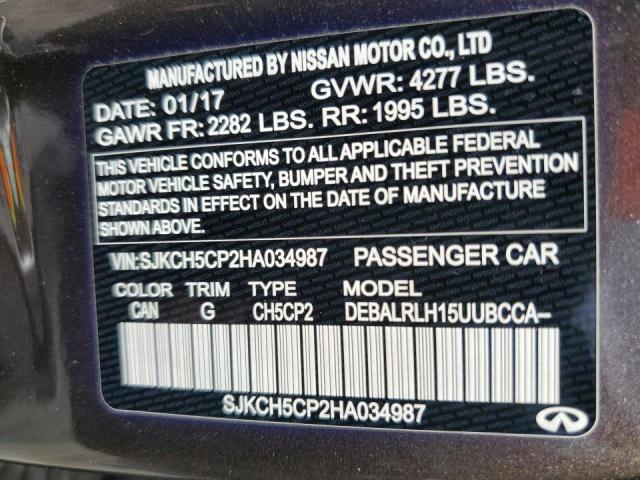 MANUFACTURED BY NISSAN MOTOR CO., LTD
DATE: 01/17 GVWR: 4277 LBS.
GAWR FR: 2282 LBS. RR: 1995 LBS.
THIS VEHICLE CONFORMS TO ALL APPLICABLE FEDERAL
MOTOR VEHICLE SAFETY, BUMPER AND THEFT PREVENTION
STANDARDS IN EFFECT ON THE DATE OF MANUFACTURE
SHOWN ABOVE.
VIN:SJKCH5CP2HA034987 PASSENGER CAR
COLOR TRIM TYPE MODEL
CAN G CH5CP2 DEBALRLH15UUBCCA–
SJKCH5CP2HA034987